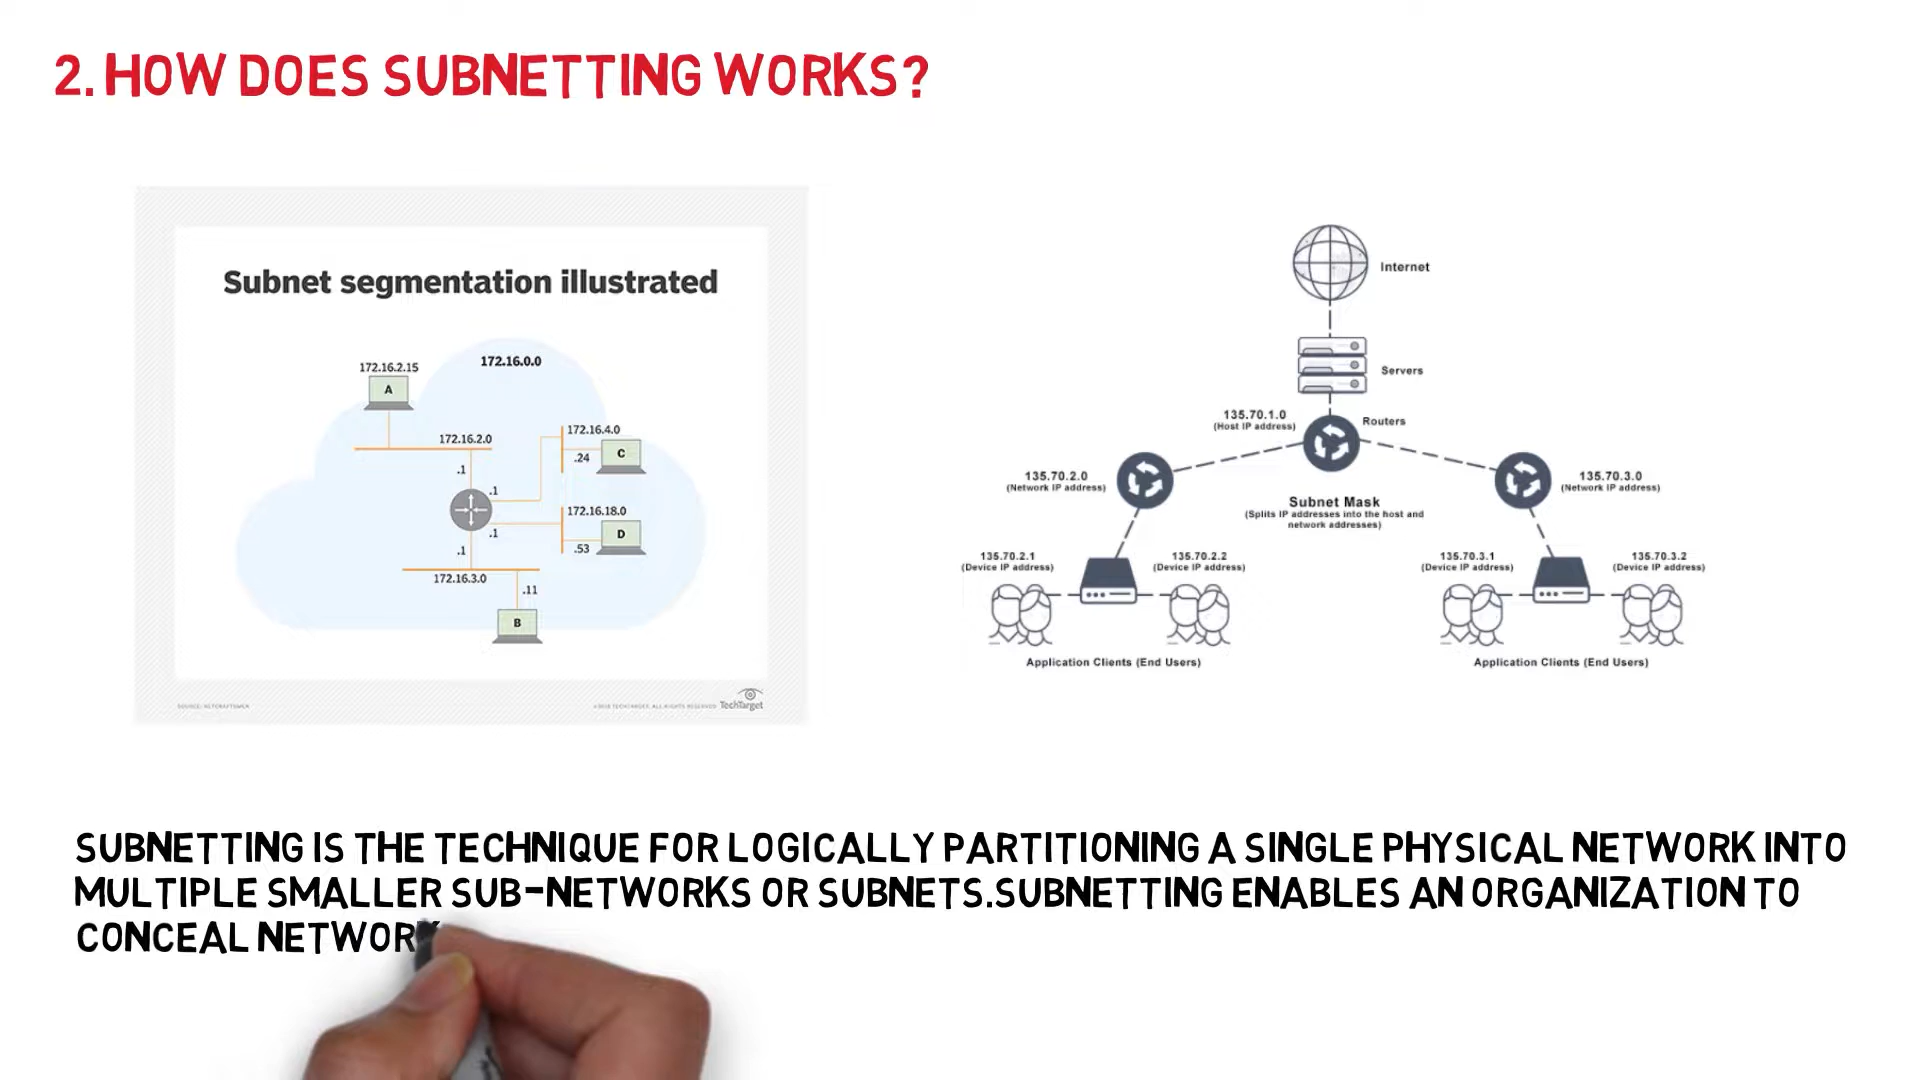 2. HOW DOES SUBNETTING WORKS?
Subnet segmentation illustrated
172.16.0.0
172.16.2.15
A
172.16.2.0
.1
172.16.4.0
.24
C
.1
172.16.18.0
.1
D
.53
.1
172.16.3.0
.11
B
TechTarget
Internet
Servers
135.70.1.0
(Host IP address)
Routers
135.70.2.0
(Network IP address)
135.70.3.0
(Network IP address)
Subnet Mask
(Splits IP addresses into the host and
network addresses)
135.70.2.1
(Device IP address)
135.70.2.2
(Device IP address)
135.70.3.1
(Device IP address)
135.70.3.2
(Device IP address)
Application Clients (End Users)
Application Clients (End Users)
SUBNETTING IS THE TECHNIQUE FOR LOGICALLY PARTITIONING A SINGLE PHYSICAL NETWORK INTO
MULTIPLE SMALLER SUB-NETWORKS OR SUBNETS.SUBNETTING ENABLES AN ORGANIZATION TO
CONCEAL NETWORK